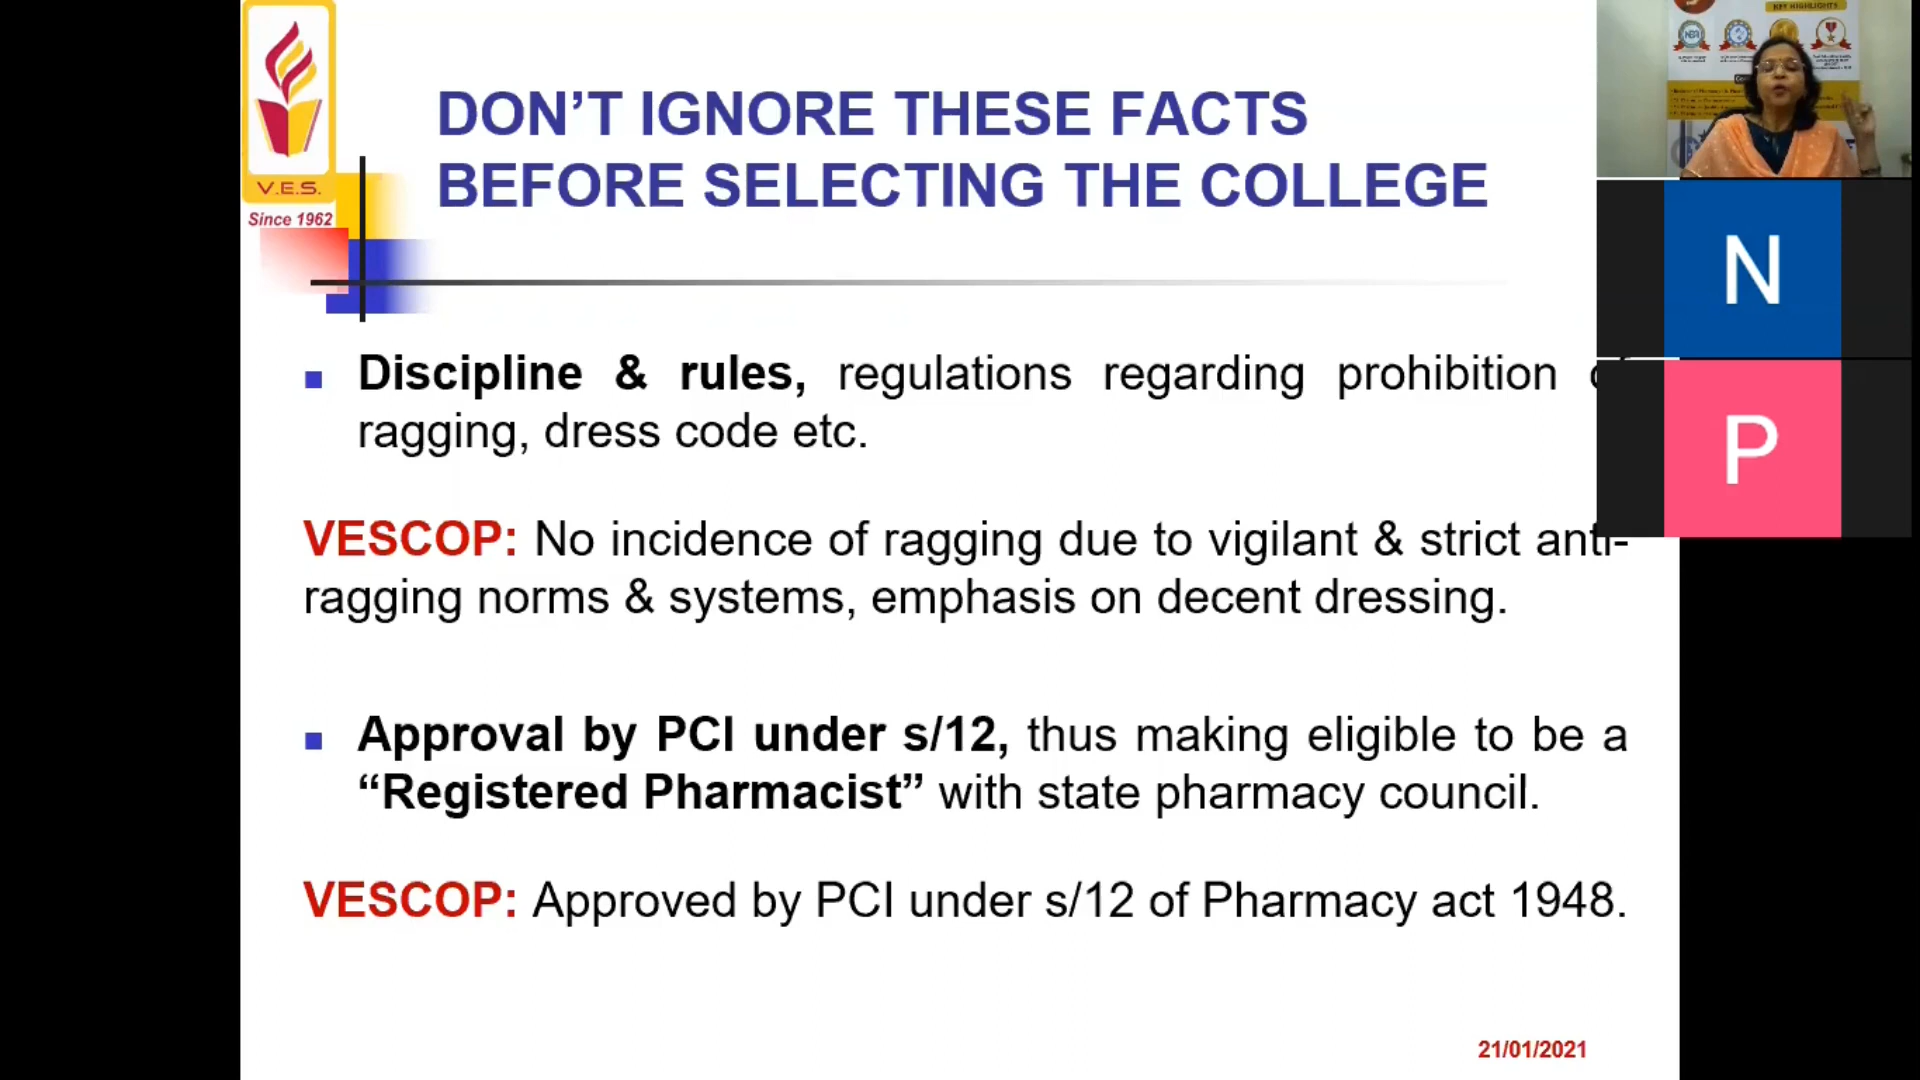 V.E.S.
Since 1962
DON’T IGNORE THESE FACTS
BEFORE SELECTING THE COLLEGE
Discipline & rules, regulations regarding prohibition
ragging, dress code etc.
VESCOP: No incidence of ragging due to vigilant & strict anti-
ragging norms & systems, emphasis on decent dressing.
Approval by PCI under s/12, thus making eligible to be a
“Registered Pharmacist” with state pharmacy council.
VESCOP: Approved by PCI under s/12 of Pharmacy act 1948.
21/01/2021
KEY HIGHLIGHTS
NBA
N
P